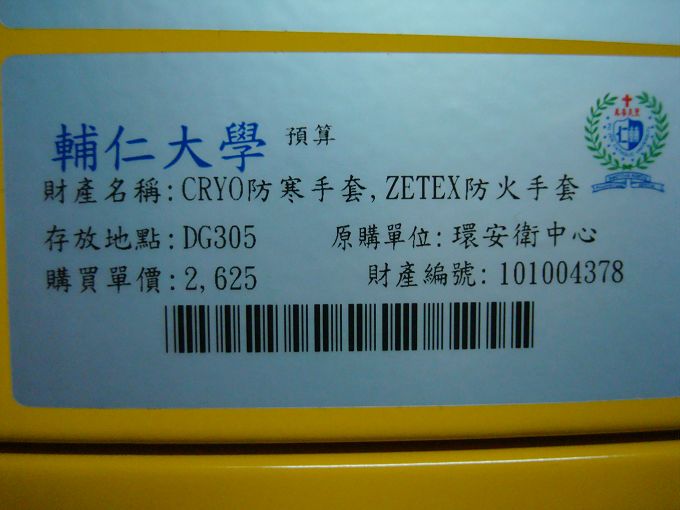 輔仁大學 預算
財產名稱:CRYO防寒手套,ZETEX防火手套
存放地點:DG305 原購單位:環安衛中心
購買單價:2,625 財產編號:101004378